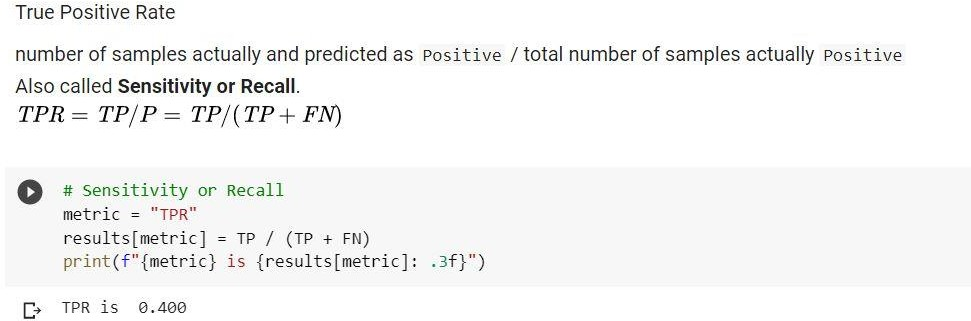 True Positive Rate
number of samples actually and predicted as Positive / total number of samples actually Positive
Also called Sensitivity or Recall.
TPR = TP/P = TP/(TP + FN)
# Sensitivity or Recall
metric = "TPR"
results[metric] = TP / (TP + FN)
print(f"{metric} is {results[metric]: .3f}")
TPR is  0.400